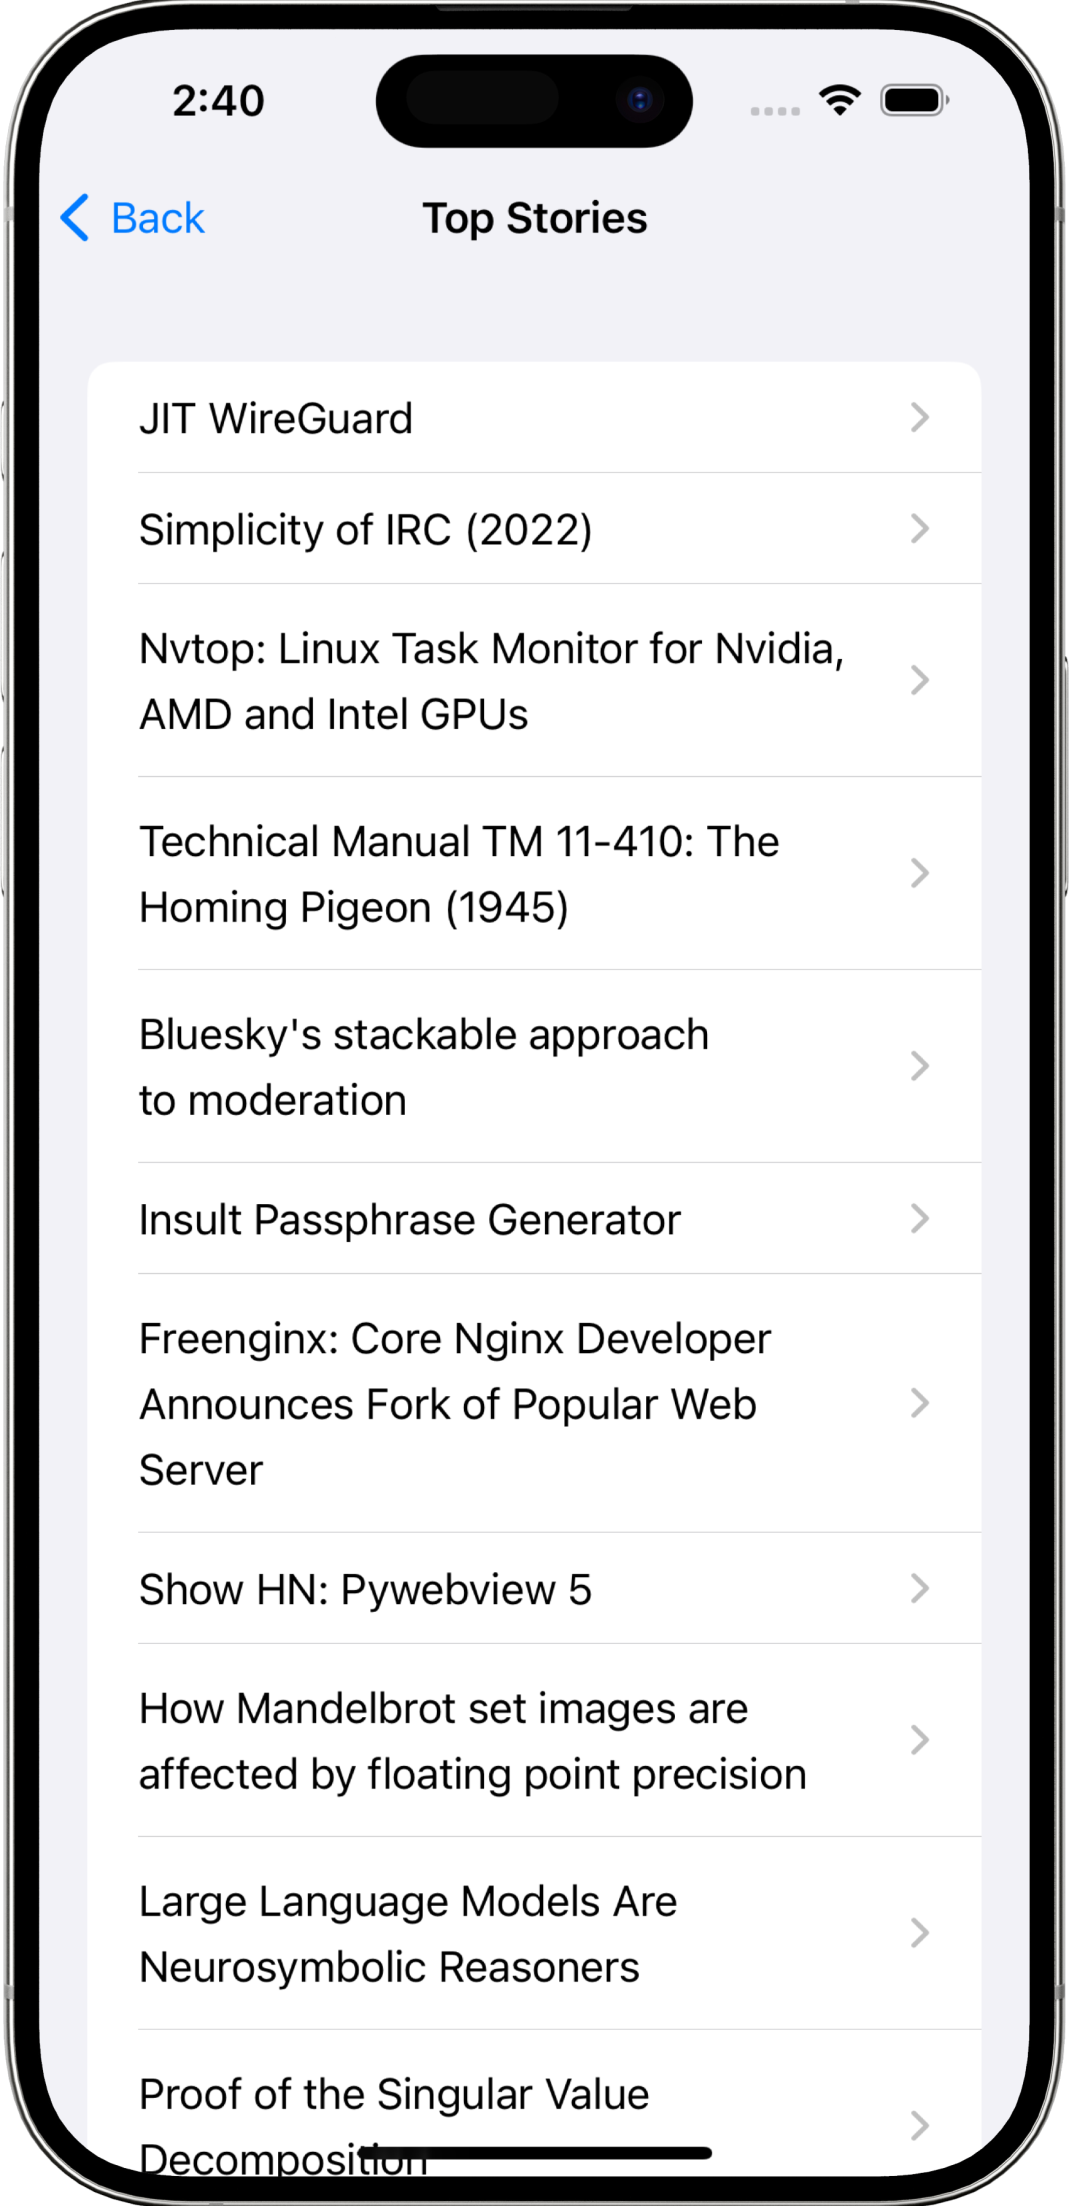 2:40
Back
Top Stories
JIT WireGuard
Simplicity of IRC (2022)
Nvtop: Linux Task Monitor for Nvidia,
AMD and Intel GPUs
Technical Manual TM 11-410: The
Homing Pigeon (1945)
Bluesky's stackable approach
to moderation
Insult Passphrase Generator
Freenginx: Core Nginx Developer
Announces Fork of Popular Web
Server
Show HN: Pywebview 5
How Mandelbrot set images are
affected by floating point precision
Large Language Models Are
Neurosymbolic Reasoners
Proof of the Singular Value
Decomposition